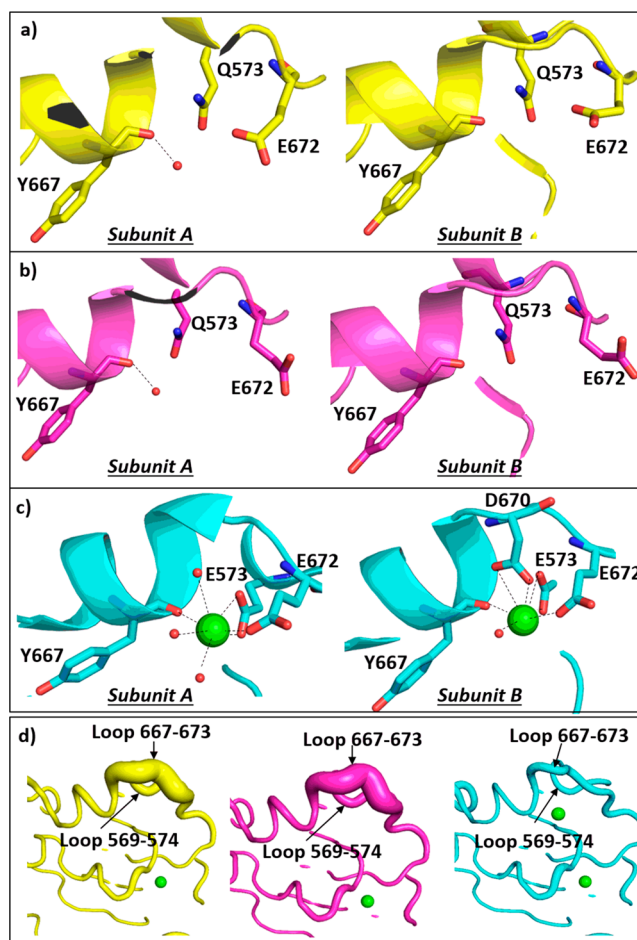 a)
Q573
E672
Y667
Subunit A
Q573
E672
Y667
Subunit B
b)
Q573
E672
Y667
Subunit A
Q573
E672
Y667
Subunit B
c)
E573
E672
Y667
Subunit A
D670
E573
E672
Y667
Subunit B
d)
Loop 667-673
Loop 569-574
Loop 667-673
Loop 569-574
Loop 667-673
Loop 569-574